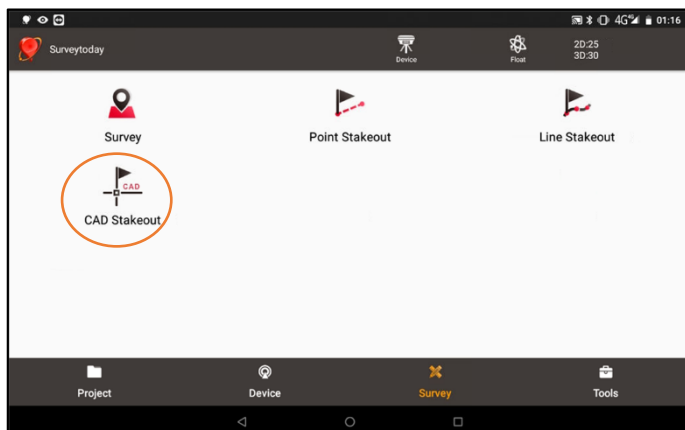 4G 01:16
Surveytoday
Device
Float
2D:25
3D:30
Survey
Point Stakeout
Line Stakeout
CAD
CAD Stakeout
Project
Device
Survey
Tools